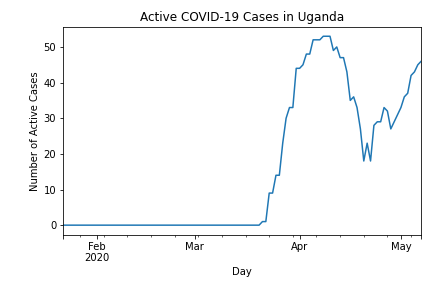 Active COVID-19 Cases in Uganda
Number of Active Cases
50
40
30
20
10
0
Feb
2020
Mar
Apr
May
Day